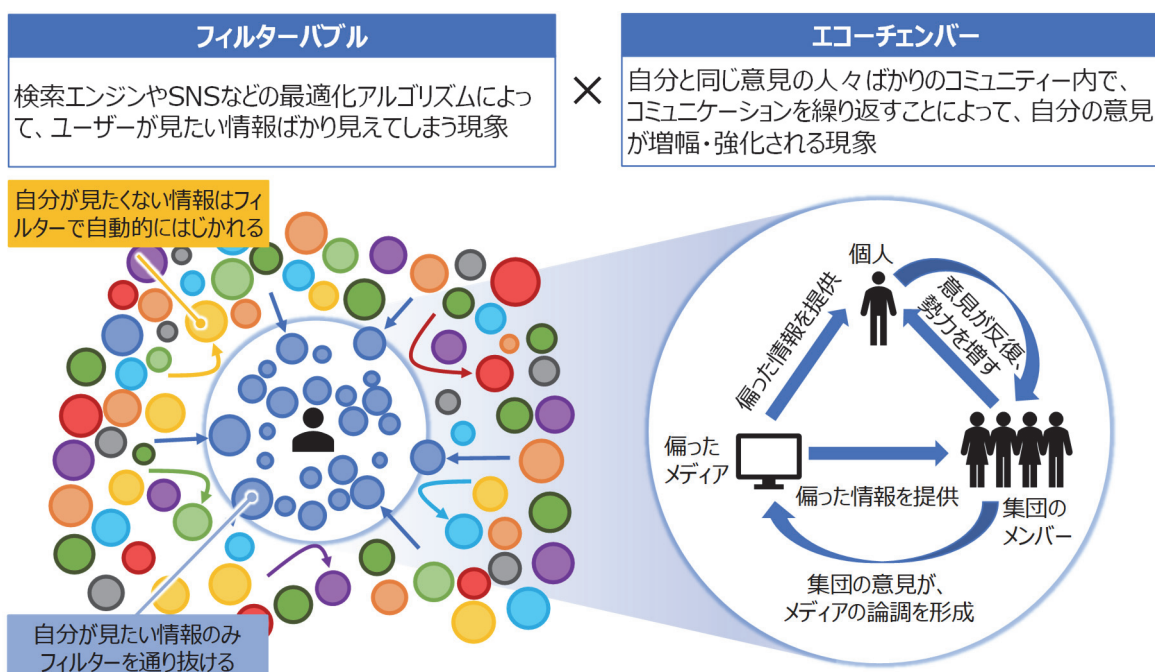 フィルターバブル
検索エンジンやSNSなどの最適化アルゴリズムによっ
て、ユーザーが見たい情報ばかり見えてしまう現象
×
エコーチェンバー
自分と同じ意見の人々ばかりのコミュニティー内で、
コミュニケーションを繰り返すことによって、自分の意見
が増幅・強化される現象
自分が見たくない情報はフィ
ルターで自動的にはじかれる
自分が見たい情報のみ
フィルターを通り抜ける
個人
偏った情報を提供
意見が反復、
勢力を増す
偏った
メディア
偏った情報を提供
集団の
メンバー
集団の意見が、
メディアの論調を形成